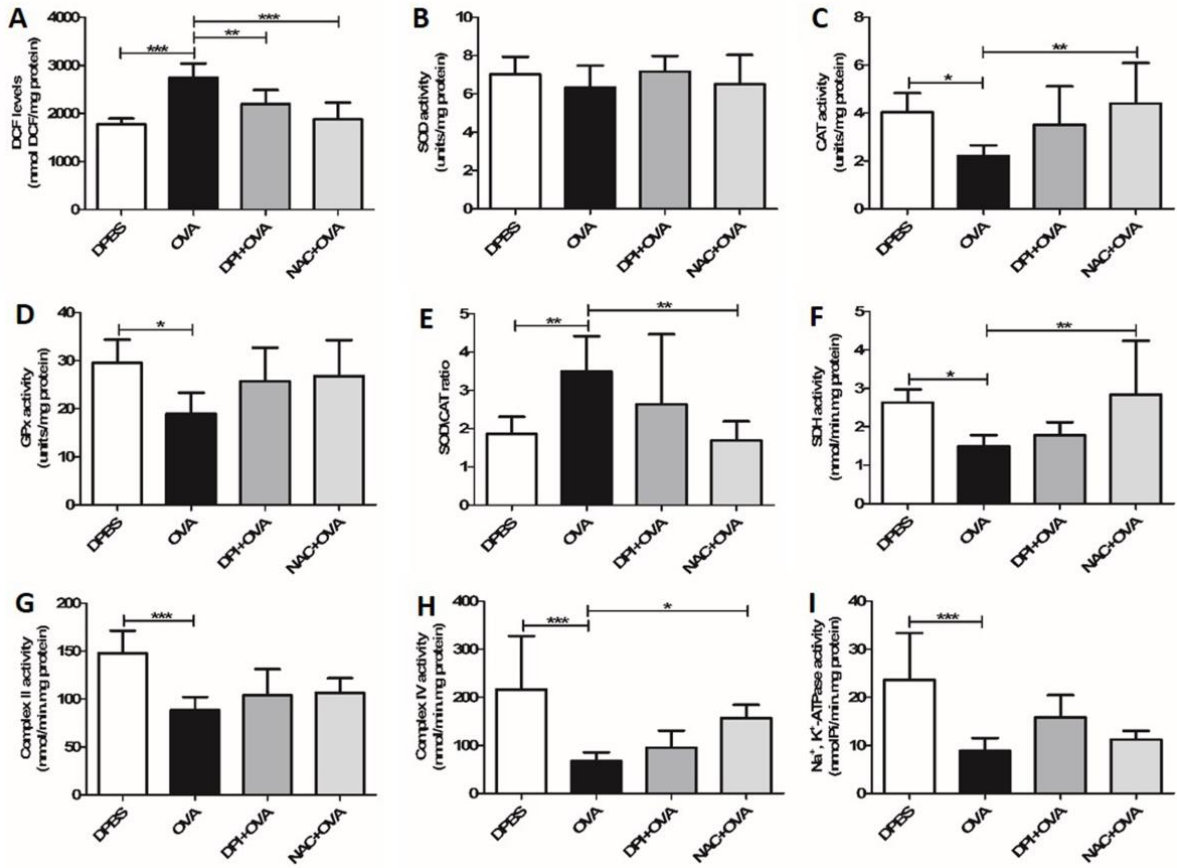 A
DCF levels
(nmol DCF/mg protein)
4000
3000
2000
1000
0
***
**
***
DPBS
OVA
DPI+OVA
NAC+OVA
B
SOD activity
(units/mg protein)
10
8
6
4
2
0
DPBS
OVA
DPI+OVA
NAC+OVA
C
CAT activity
(units/mg protein)
8
6
4
2
0
*
**
DPBS
OVA
DPI+OVA
NAC+OVA
D
GPx activity
(units/mg protein)
40
30
20
10
0
*
DPBS
OVA
DPI+OVA
NAC+OVA
E
SOD\CAT ratio
5
4
3
2
1
0
**
**
DPBS
OVA
DPI+OVA
NAC+OVA
F
SDH activity
(nmol/min.mg protein)
5
4
3
2
1
0
*
**
DPBS
OVA
DPI+OVA
NAC+OVA
G
Complex II activity
(nmol/min.mg protein)
200
150
100
50
0
***
DPBS
OVA
DPI+OVA
NAC+OVA
H
Complex IV activity
(nmol/min.mg protein)
400
300
200
100
0
***
*
DPBS
OVA
DPI+OVA
NAC+OVA
I
Na⁺, K⁺-ATPase activity
(nmolPi/min.mg protein)
40
30
20
10
0
***
DPBS
OVA
DPI+OVA
NAC+OVA